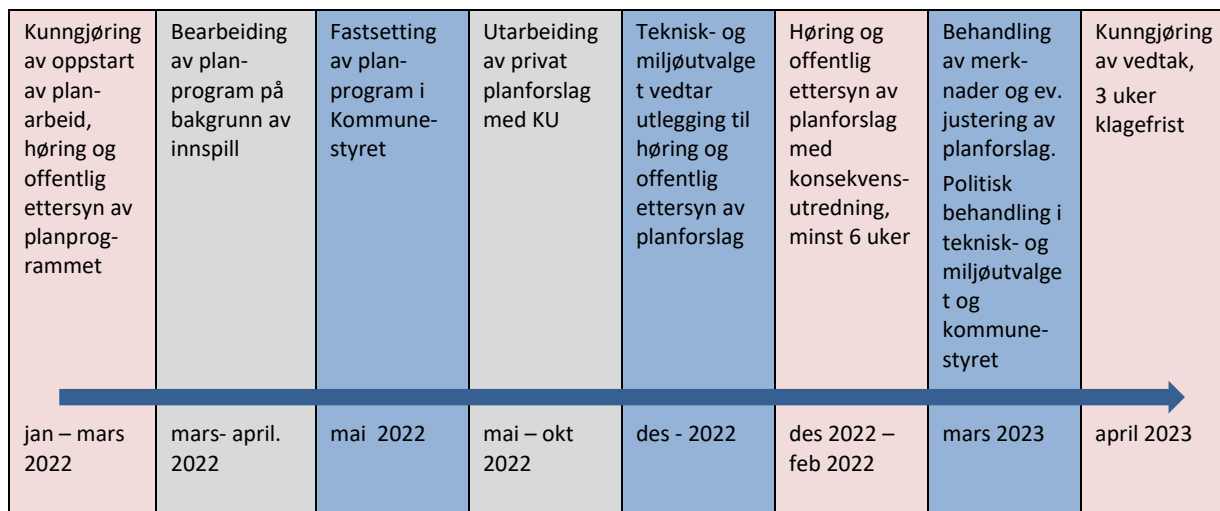 Kunngjøring
av oppstart
av plan-
arbeid,
høring og
offentlig
ettersyn av
planprog-
rammet
Bearbeiding
av plan-
program på
bakgrunn av
innspill
Fastsetting
av plan-
program i
Kommune-
styret
Utarbeiding
av privat
planforslag
med KU
Teknisk- og
miljøutvalge
t vedtar
utlegging til
høring og
offentlig
ettersyn av
planforslag
Høring og
offentlig
ettersyn av
planforslag
med
konsekvens-
utredning,
minst 6 uker
Behandling
av merk-
nader og ev.
justering av
planforslag.
Politisk
behandling i
teknisk- og
miljøutvalge
t og
kommune-
styret
Kunngjøring
av vedtak,
3 uker
klagefrist
jan – mars
2022
mars- april.
2022
mai 2022
mai – okt
2022
des - 2022
des 2022 –
feb 2022
mars 2023
april 2023